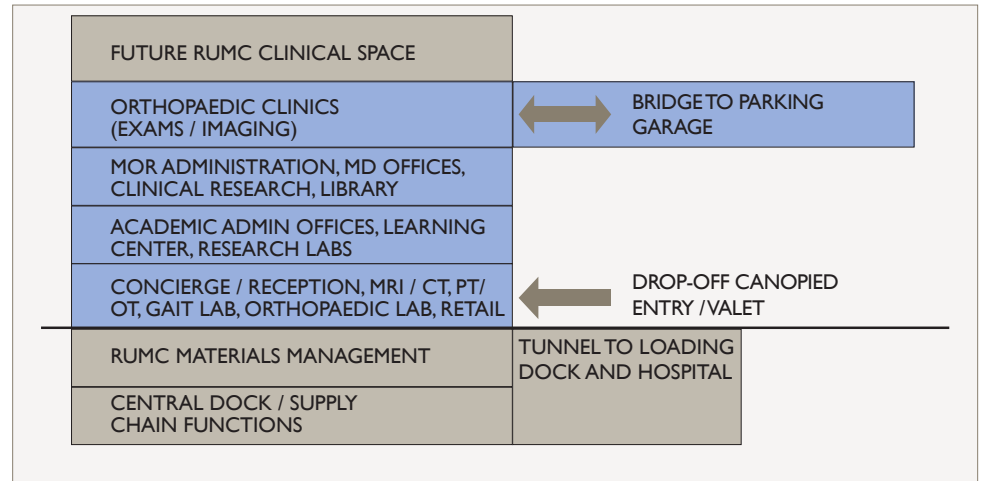 FUTURE RUMC CLINICAL SPACE
ORTHOPAEDIC CLINICS
(EXAMS / IMAGING)
BRIDGE TO PARKING
GARAGE
MOR ADMINISTRATION, MD OFFICES,
CLINICAL RESEARCH, LIBRARY
ACADEMIC ADMIN OFFICES, LEARNING
CENTER, RESEARCH LABS
CONCIERGE / RECEPTION, MRI / CT, PT/
OT, GAIT LAB, ORTHOPAEDIC LAB, RETAIL
DROP-OFF CANOPIED
ENTRY / VALET
RUMC MATERIALS MANAGEMENT
TUNNEL TO LOADING
DOCK AND HOSPITAL
CENTRAL DOCK / SUPPLY
CHAIN FUNCTIONS